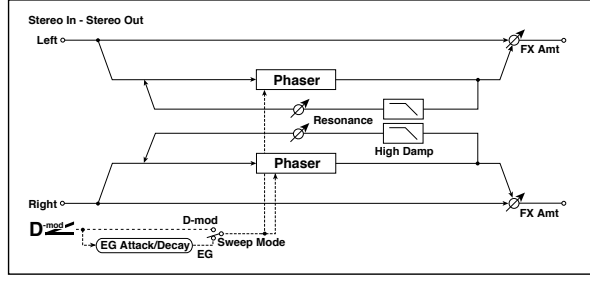 Stereo In - Stereo Out
Left
FX Amt
Phaser
Resonance
High Damp
Phaser
Right
FX Amt
D-mod
D-mod
Sweep Mode
EG Attack/Decay
EG